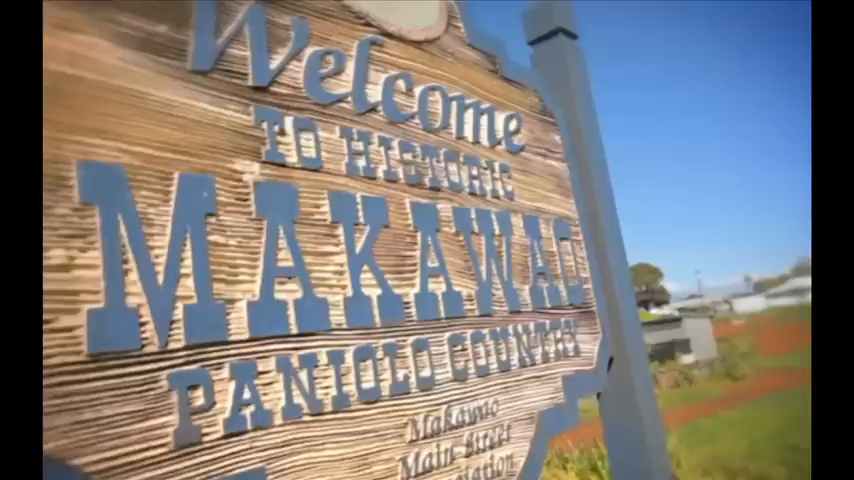 Welcome
TO HISTORIC
MAKAWAO
PANIOLO COUNTRY
Makawao
Main Street